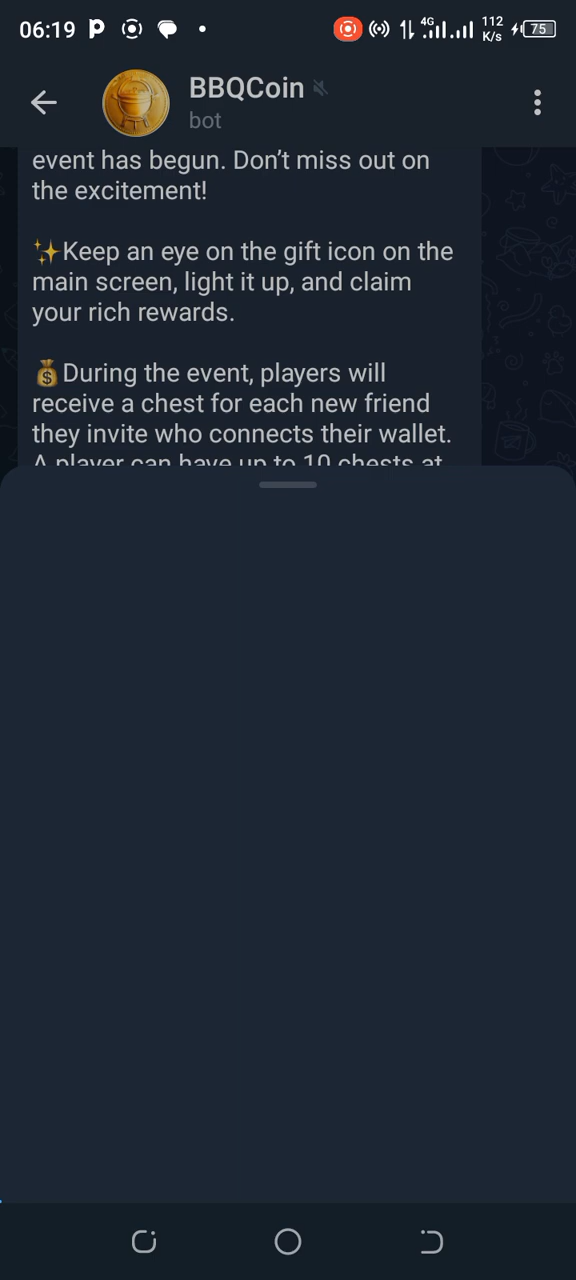 06:19
4G
112
K/s
75
BBQCoin
bot
event has begun. Don’t miss out on
the excitement!
✨Keep an eye on the gift icon on the
main screen, light it up, and claim
your rich rewards.
💰During the event, players will
receive a chest for each new friend
they invite who connects their wallet.
A player can have up to 10 chests at